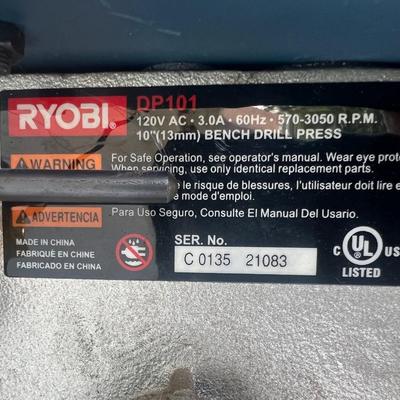 RYOBI
DP101
120V AC • 3.0A • 60Hz • 570-3050 R.P.M.
10"(13mm) BENCH DRILL PRESS
WARNING
For Safe Operation, see operator's manual. Wear eye
When servicing, use only identical replacement parts.
le risque de blessures, l'utilisateur doit lire
ADVERTENCIA
Para Uso Seguro, Consulte El Manual Del Usario.
MADE IN CHINA
FABRIQUÉ EN CHINE
FABRICADO EN CHINA
SER. No.
C 0135 21083
C UL US
LISTED